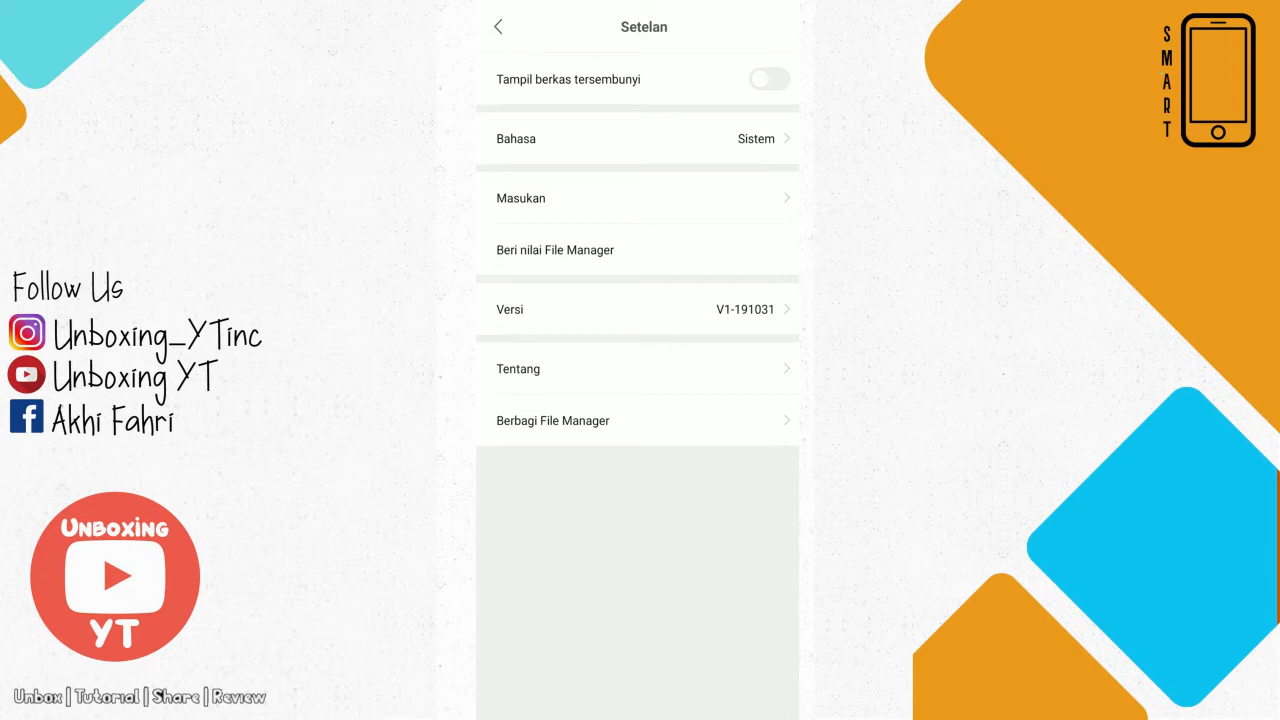 Setelan
Tampil berkas tersembunyi
Bahasa Sistem
Masukan
Beri nilai File Manager
Versi V1-191031
Tentang
Berbagi File Manager
Follow Us
Unboxing_YTinc
Unboxing YT
Akhi Fahri
UNBOXING
YT
Unbox | Tutorial | Share | Review
SMART